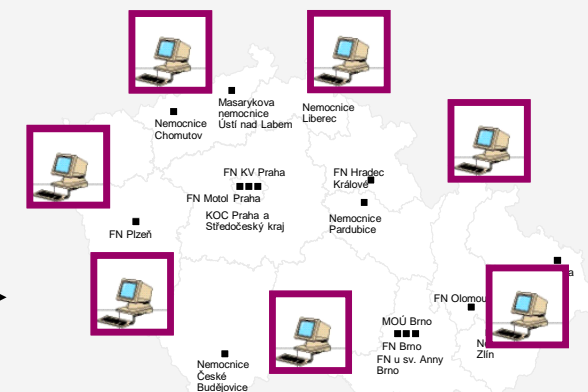 Masarykova
nemocnice
Ústí nad Labem
Nemocnice
Chomutov
Nemocnice
Liberec
FN KV Praha
FN Motol Praha
KOC Praha a
Středočeský kraj
FN Hradec
Králové
Nemocnice
Pardubice
FN Plzeň
FN Olomou
MOÚ Brno
FN Brno
FN u sv. Anny
Brno
Zlín
Nemocnice
České
Budějovice